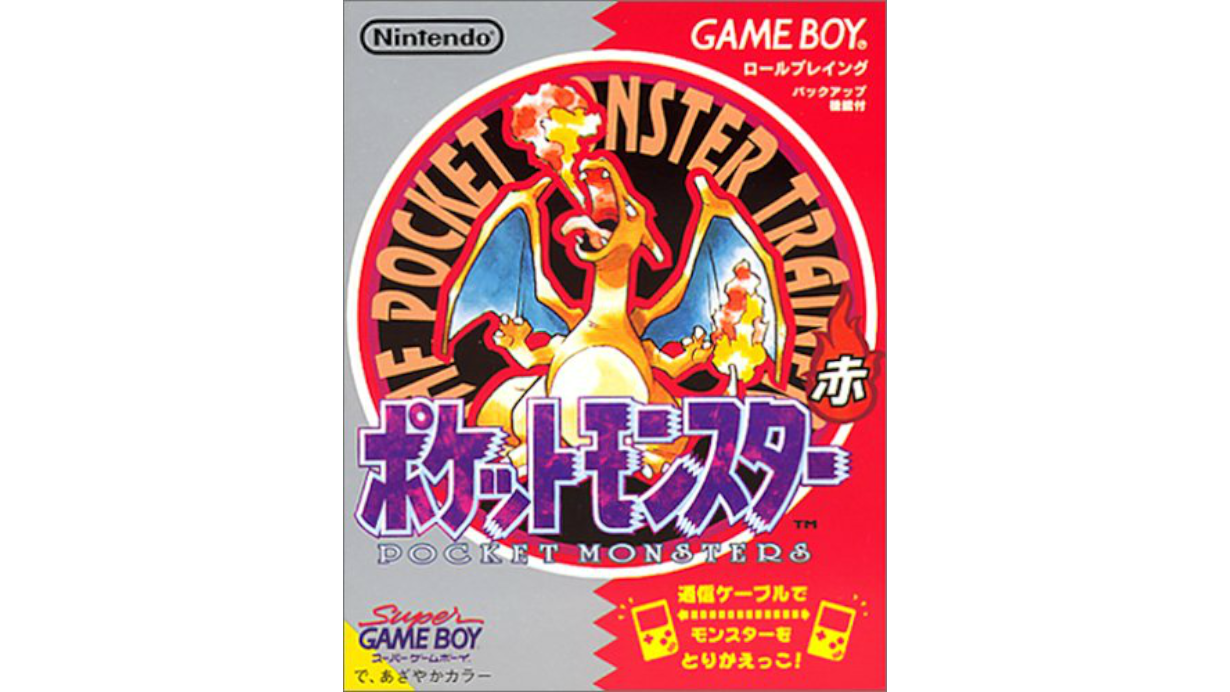 Nintendo®
GAME BOY®
ロールプレイング
バックアップ
機能付
THE POCKET MONSTER TRAINER
赤
ポケットモンスター
TM
POCKET MONSTERS
通信ケーブルで
モンスターを
とりかえっこ!
Super
GAME BOY
スーパーゲームボーイ
で、あざやかカラー